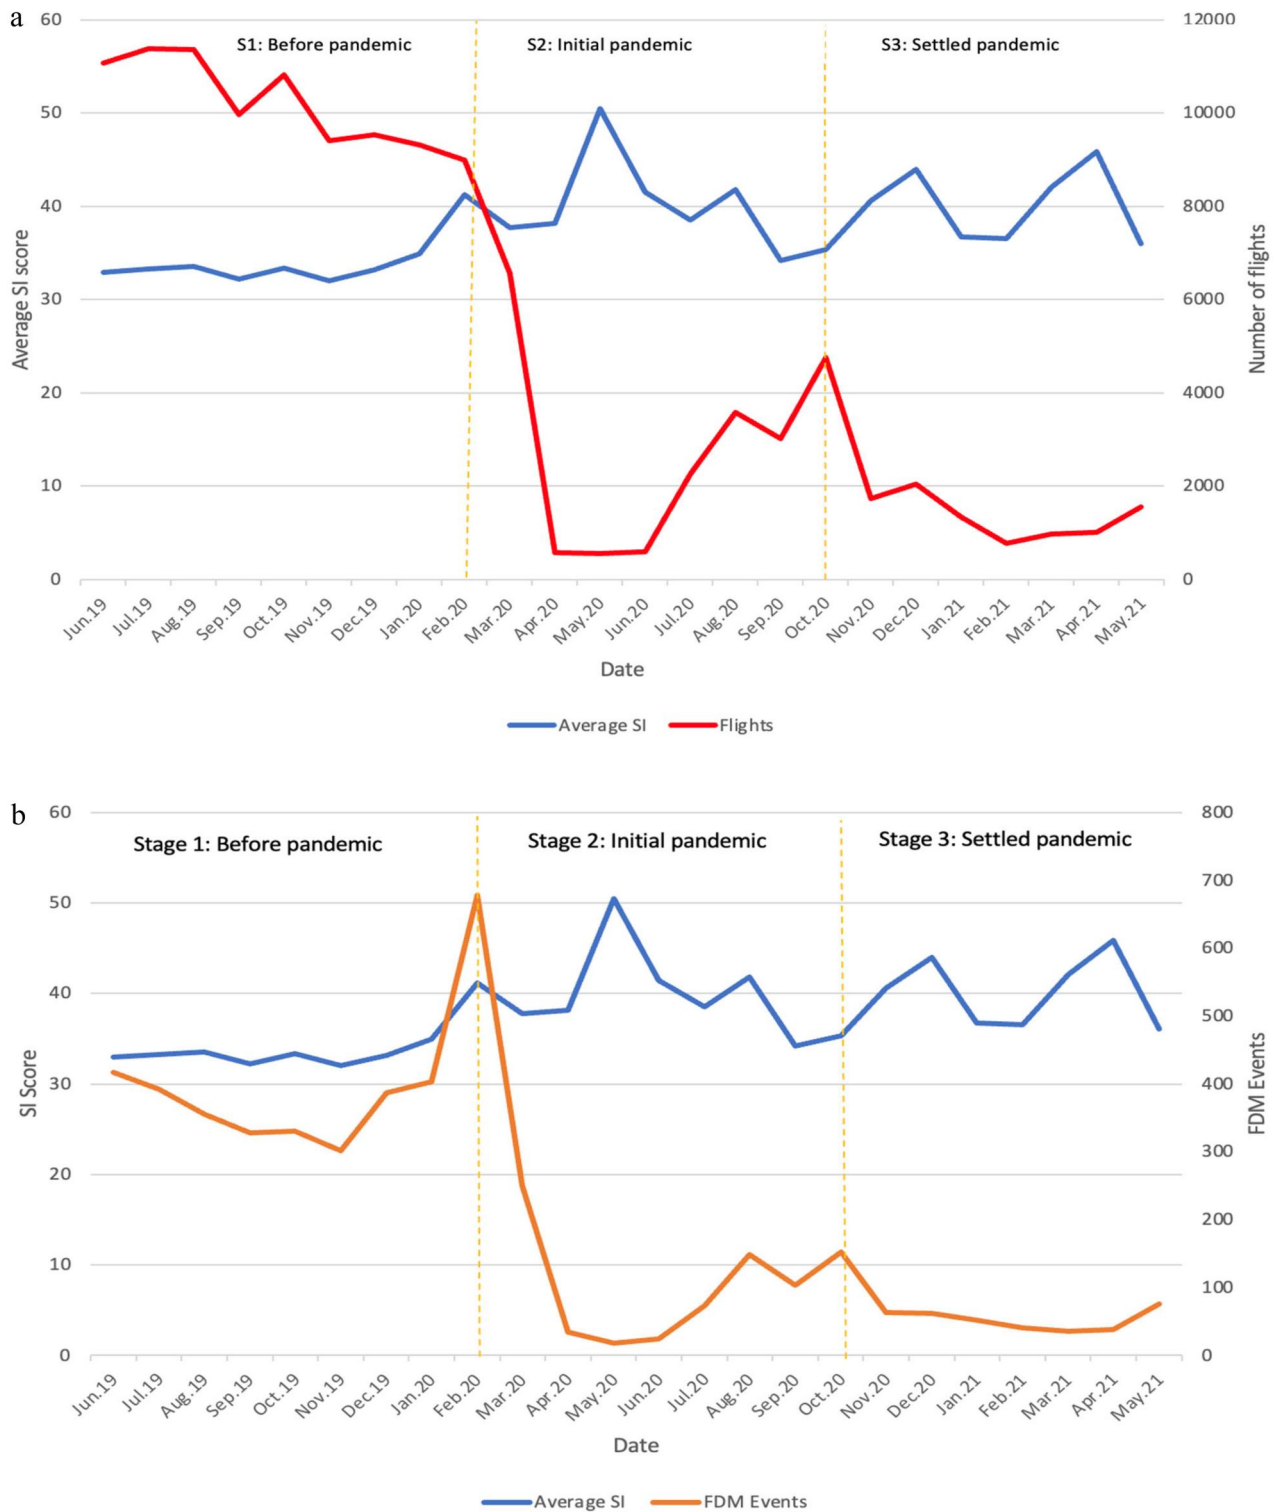 a
S1: Before pandemic
S2: Initial pandemic
S3: Settled pandemic
60
50
40
30
20
10
0
Average SI score
12000
10000
8000
6000
4000
2000
0
Number of flights
Jun.19 Jul.19 Aug.19 Sep.19 Oct.19 Nov.19 Dec.19 Jan.20 Feb.20 Mar.20 Apr.20 May.20 Jun.20 Jul.20 Aug.20 Sep.20 Oct.20 Nov.20 Dec.20 Jan.21 Feb.21 Mar.21 Apr.21 May.21
Date
Average SI Flights
b
Stage 1: Before pandemic
Stage 2: Initial pandemic
Stage 3: Settled pandemic
60
50
40
30
20
10
0
SI Score
800
700
600
500
400
300
200
100
0
FDM Events
Jun.19 Jul.19 Aug.19 Sep.19 Oct.19 Nov.19 Dec.19 Jan.20 Feb.20 Mar.20 Apr.20 May.20 Jun.20 Jul.20 Aug.20 Sep.20 Oct.20 Nov.20 Dec.20 Jan.21 Feb.21 Mar.21 Apr.21 May.21
Date
Average SI FDM Events